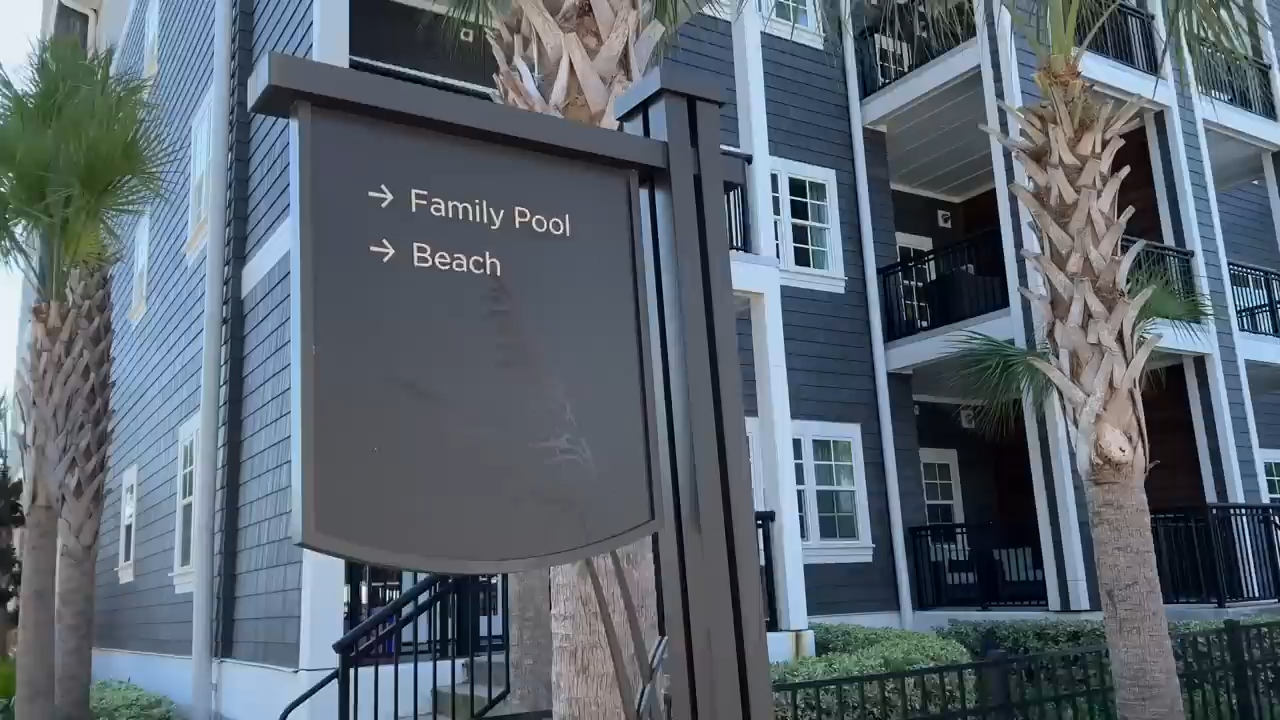 → Family Pool
→ Beach